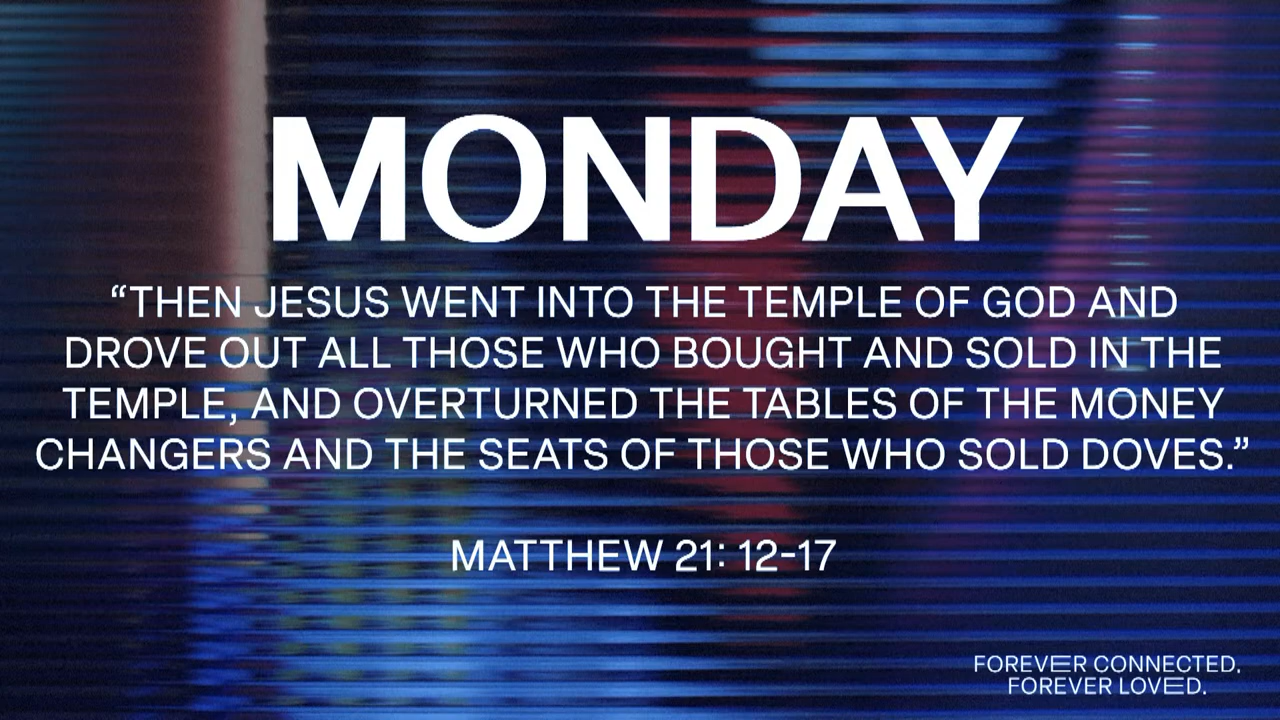 MONDAY
“THEN JESUS WENT INTO THE TEMPLE OF GOD AND
DROVE OUT ALL THOSE WHO BOUGHT AND SOLD IN THE
TEMPLE, AND OVERTURNED THE TABLES OF THE MONEY
CHANGERS AND THE SEATS OF THOSE WHO SOLD DOVES.”
MATTHEW 21: 12-17
FOREVER CONNECTED.
FOREVER LOVED.